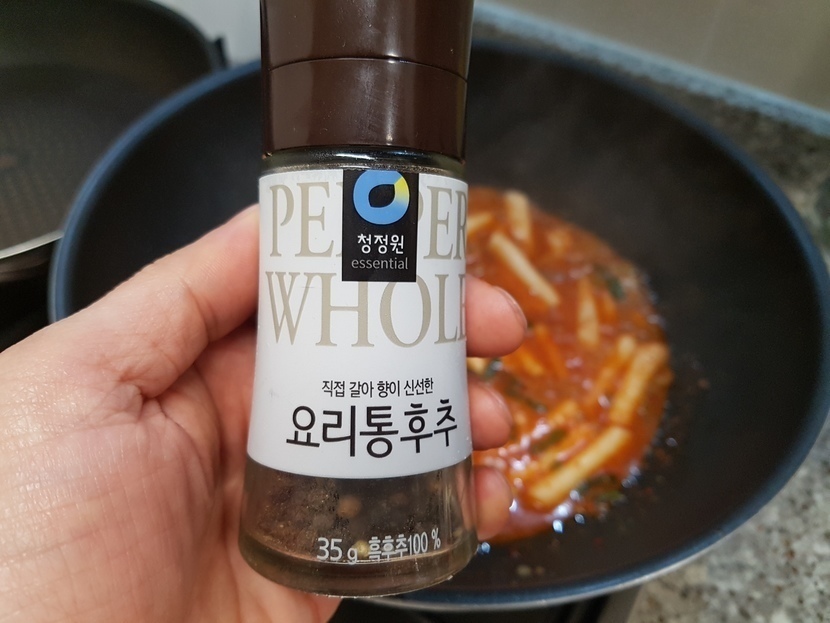 PEPPER
청정원
essential
WHOLE
직접 갈아 향이 신선한
요리통후추
35 g 흑후추100 %